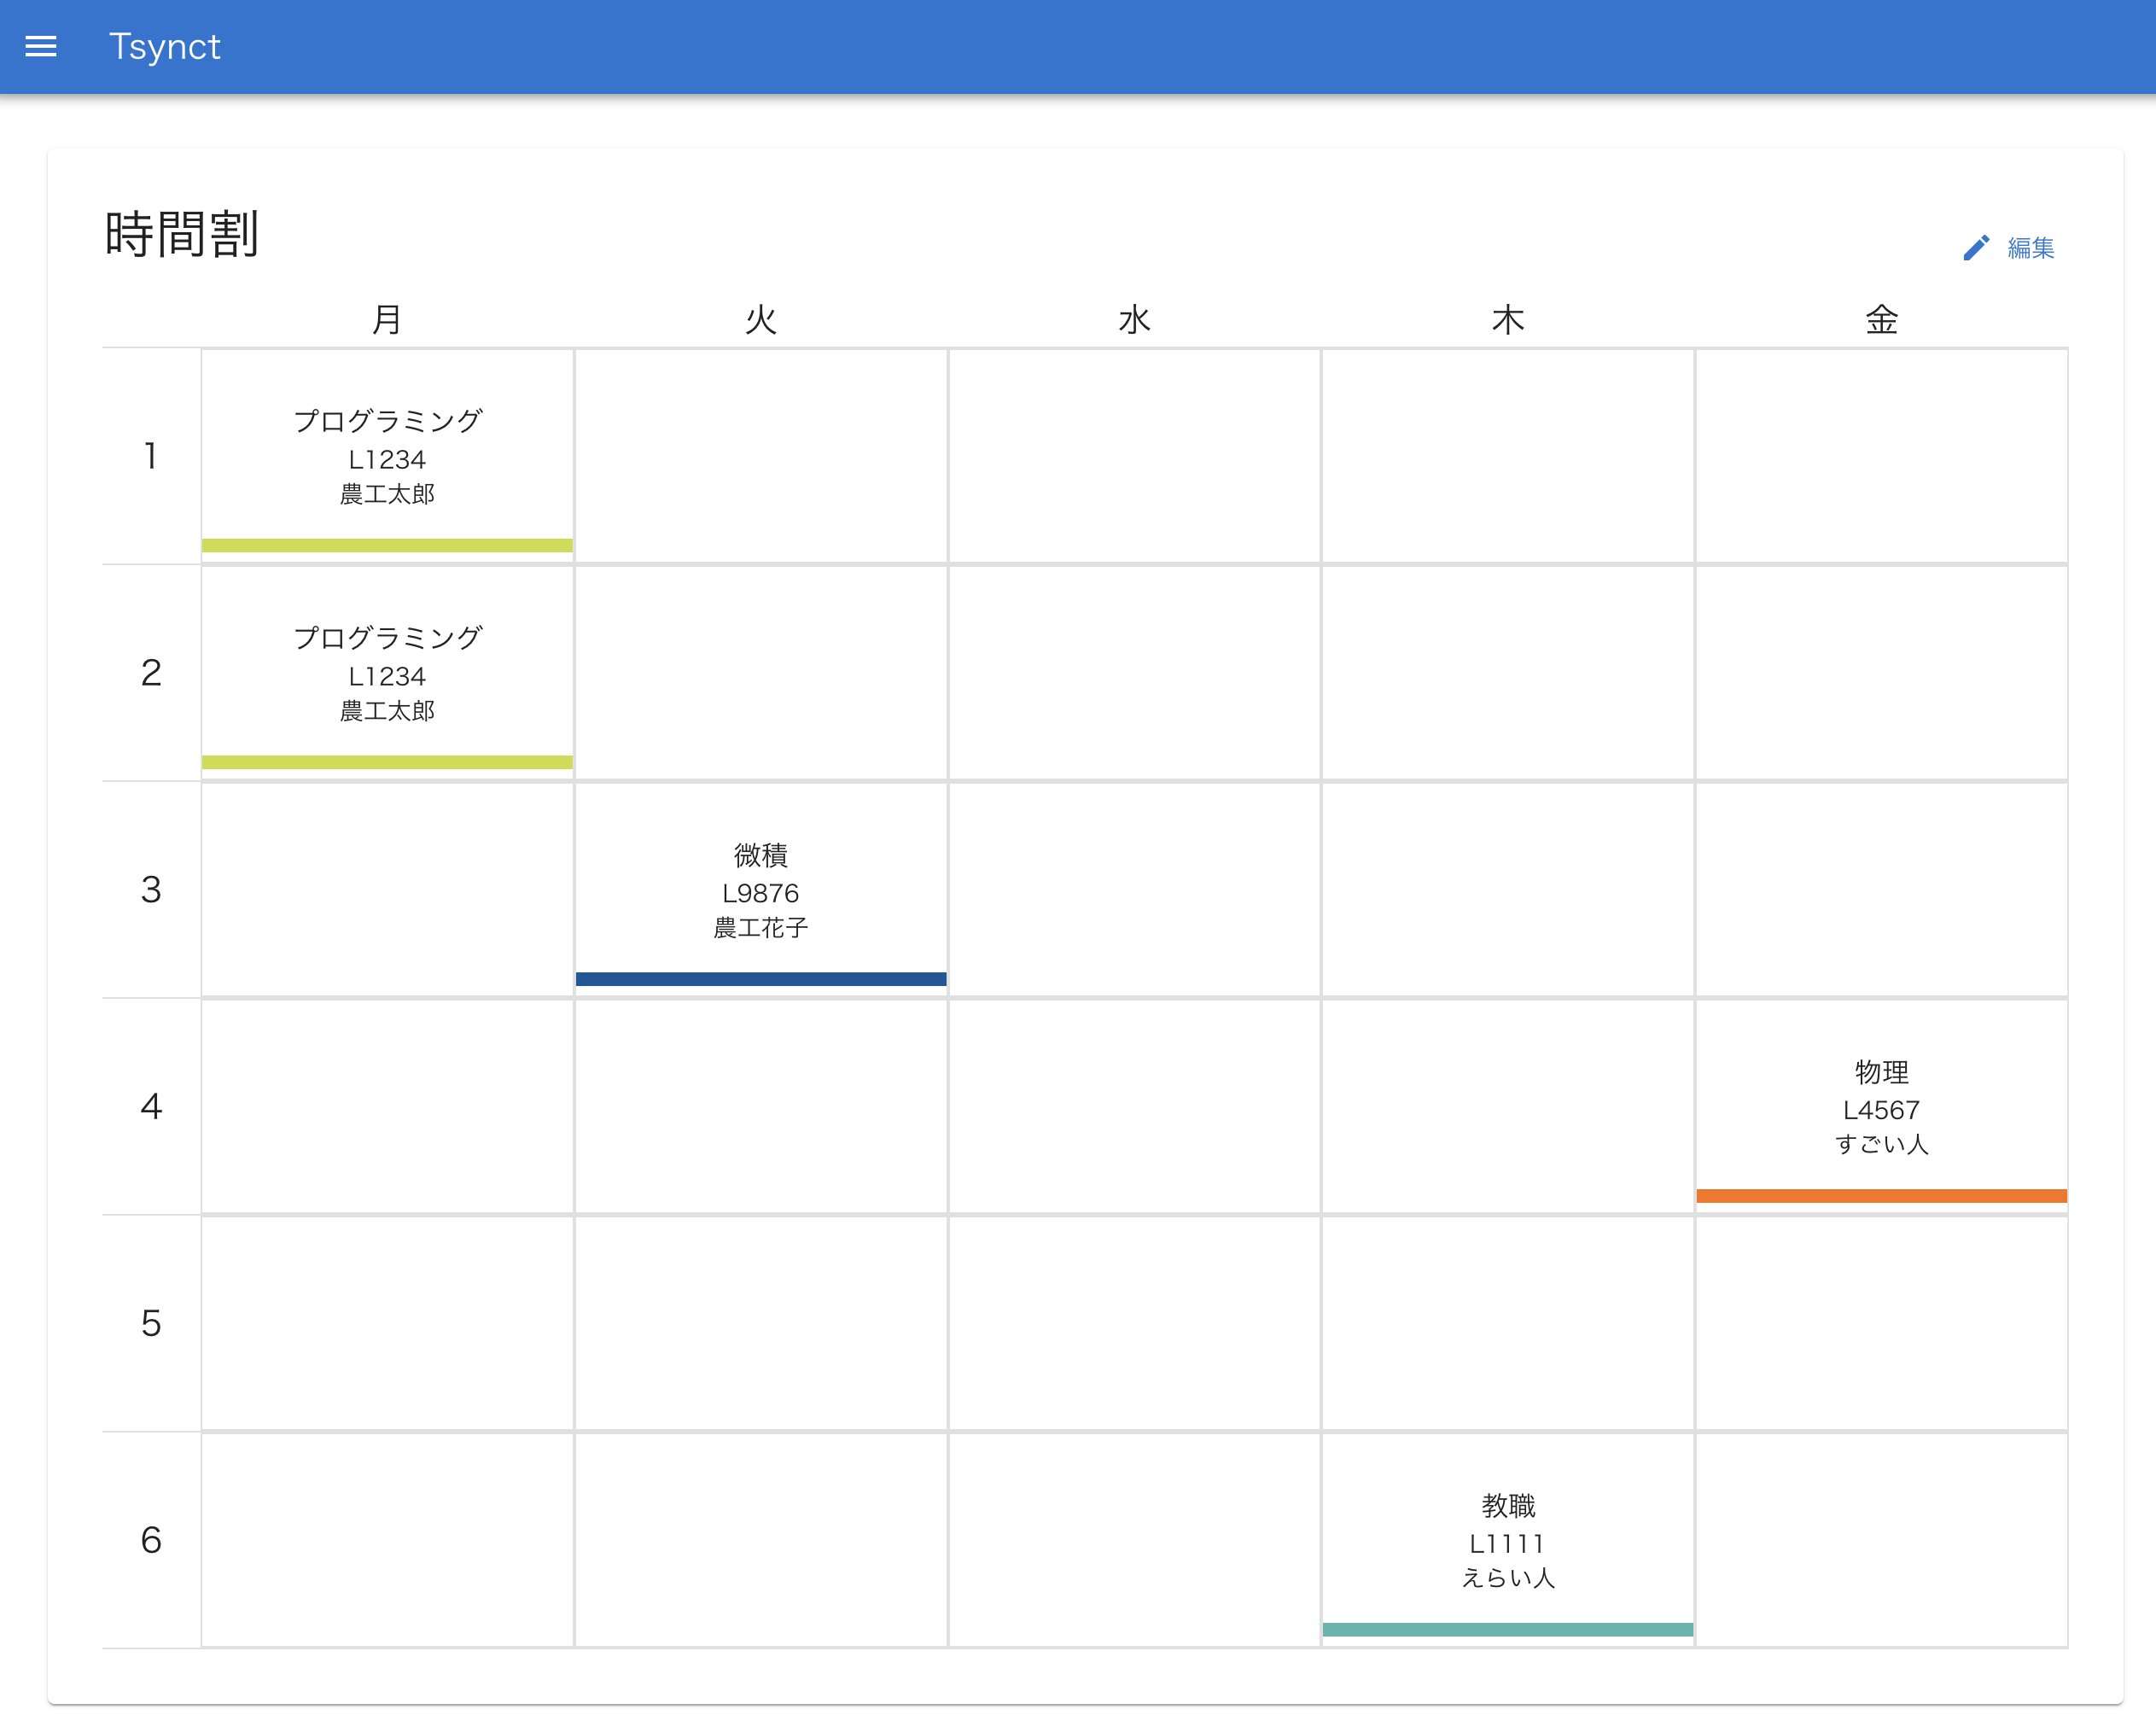 Tsynct
時間割
編集
月 火 水 木 金
1
プログラミング
L1234
農工太郎
2
プログラミング
L1234
農工太郎
3
微積
L9876
農工花子
4
物理
L4567
すごい人
5
6
教職
L1111
えらい人